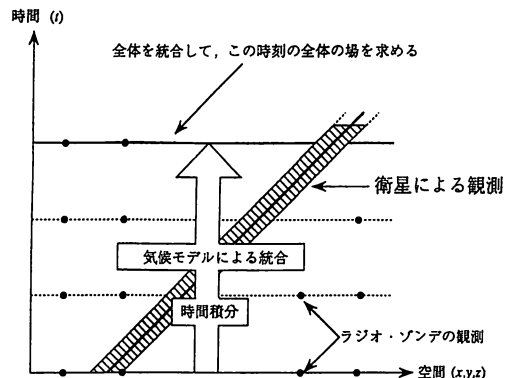 時間 (t)
全体を統合して，この時刻の全体の場を求める
衛星による観測
気候モデルによる統合
時間積分
ラジオ・ゾンデの観測
空間 (x,y,z)